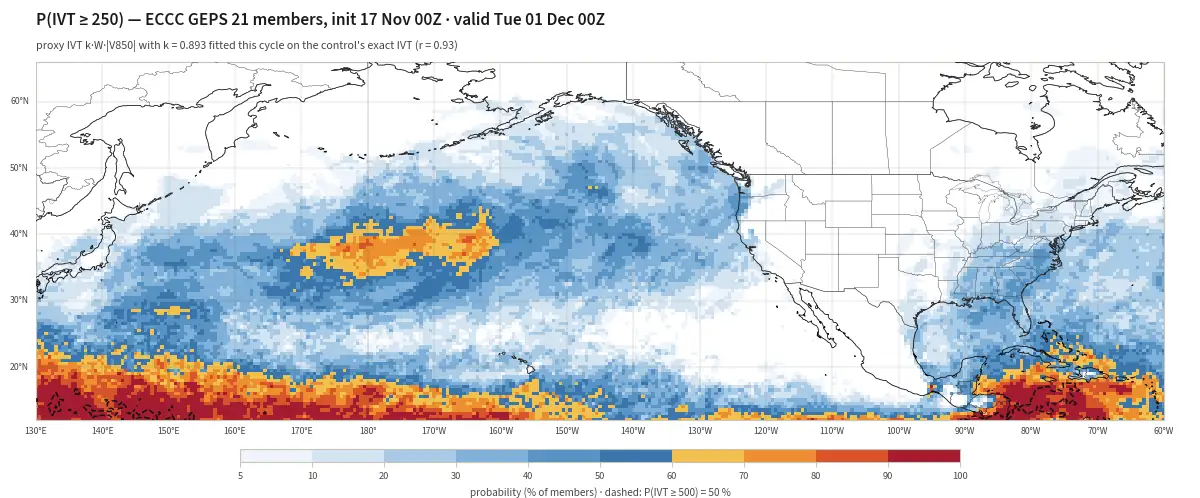 P(IVT ≥ 250) — ECCC GEPS 21 members, init 17 Nov 00Z · valid Tue 01 Dec 00Z
proxy IVT k·W·|V850| with k = 0.893 fitted this cycle on the control's exact IVT (r = 0.93)
60°N
50°N
40°N
30°N
20°N
130°E 140°E 150°E 160°E 170°E 180° 170°W 160°W 150°W 140°W 130°W 120°W 110°W 100°W 90°W 80°W 70°W 60°W
5 10 20 30 40 50 60 70 80 90 100
probability (% of members) · dashed: P(IVT ≥ 500) = 50 %